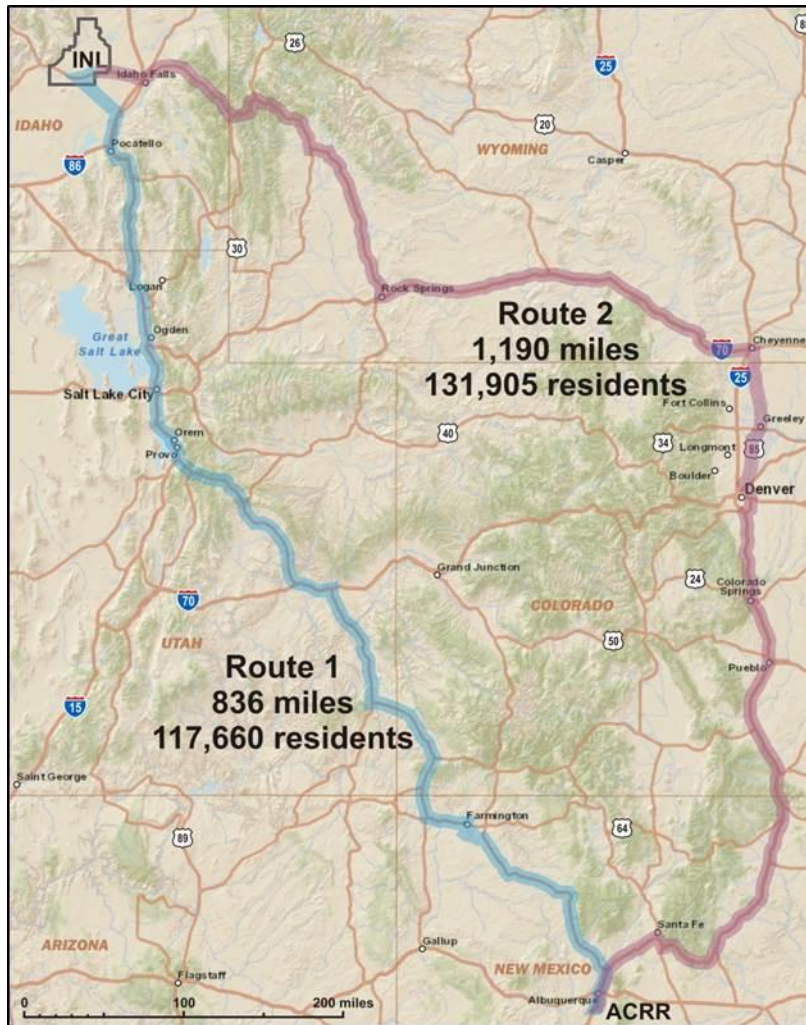 26
INL
Idaho Falls
25
IDAHO
20
Pocatello
WYOMING
86
Casper
30
Logan
Rock Springs
Great
Salt Lake
Ogden
Route 2
1,190 miles
131,905 residents
70
Cheyenne
25
Salt Lake City
Fort Collins
Greeley
Orem
Provo
40
34
Longmont
85
Boulder
Denver
Grand Junction
24
Colorado
Springs
70
COLORADO
UTAH
50
Route 1
836 miles
117,660 residents
Pueblo
15
Saint George
Farmington
64
89
Santa Fe
ARIZONA
Gallup
NEW MEXICO
Flagstaff
Albuquerque
ACRR
0 100 200 miles